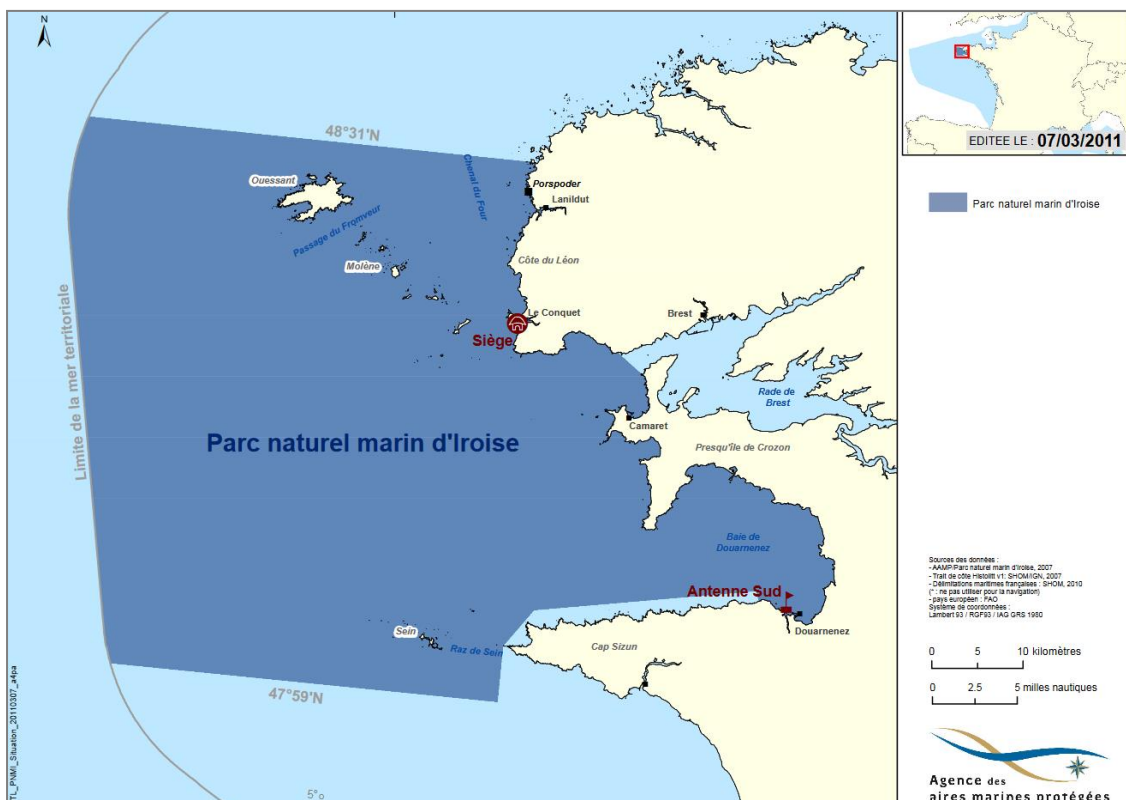 N
48°31'N
Ouessant
Chenal du Four
Porspoder
Lanildut
Passage du Fromveur
Molène
Côte du Léon
Le Conquet
Siège
Brest
Limite de la mer territoriale
Rade de
Brest
Camaret
Parc naturel marin d'Iroise
Presqu'île de Crozon
Baie de
Douarnenez
Antenne Sud
Douarnenez
Sein
Raz de Sein
Cap Sizun
47°59'N
5°
TL_PNMI_Situation_20110307_a4pa
EDITEE LE : 07/03/2011
Parc naturel marin d'Iroise
Sources des données :
- AAMP/Parc naturel marin d'Iroise, 2007
- Trait de côte Histolitt v1: SHOM/IGN, 2007
- Délimitations maritimes françaises : SHOM, 2010
(* : ne pas utiliser pour la navigation)
- pays européen : FAO
Système de coordonnées :
Lambert 93 / RGF93 / IAG GRS 1980
0 5 10 kilomètres
0 2.5 5 milles nautiques
Agence des
aires marines protégées